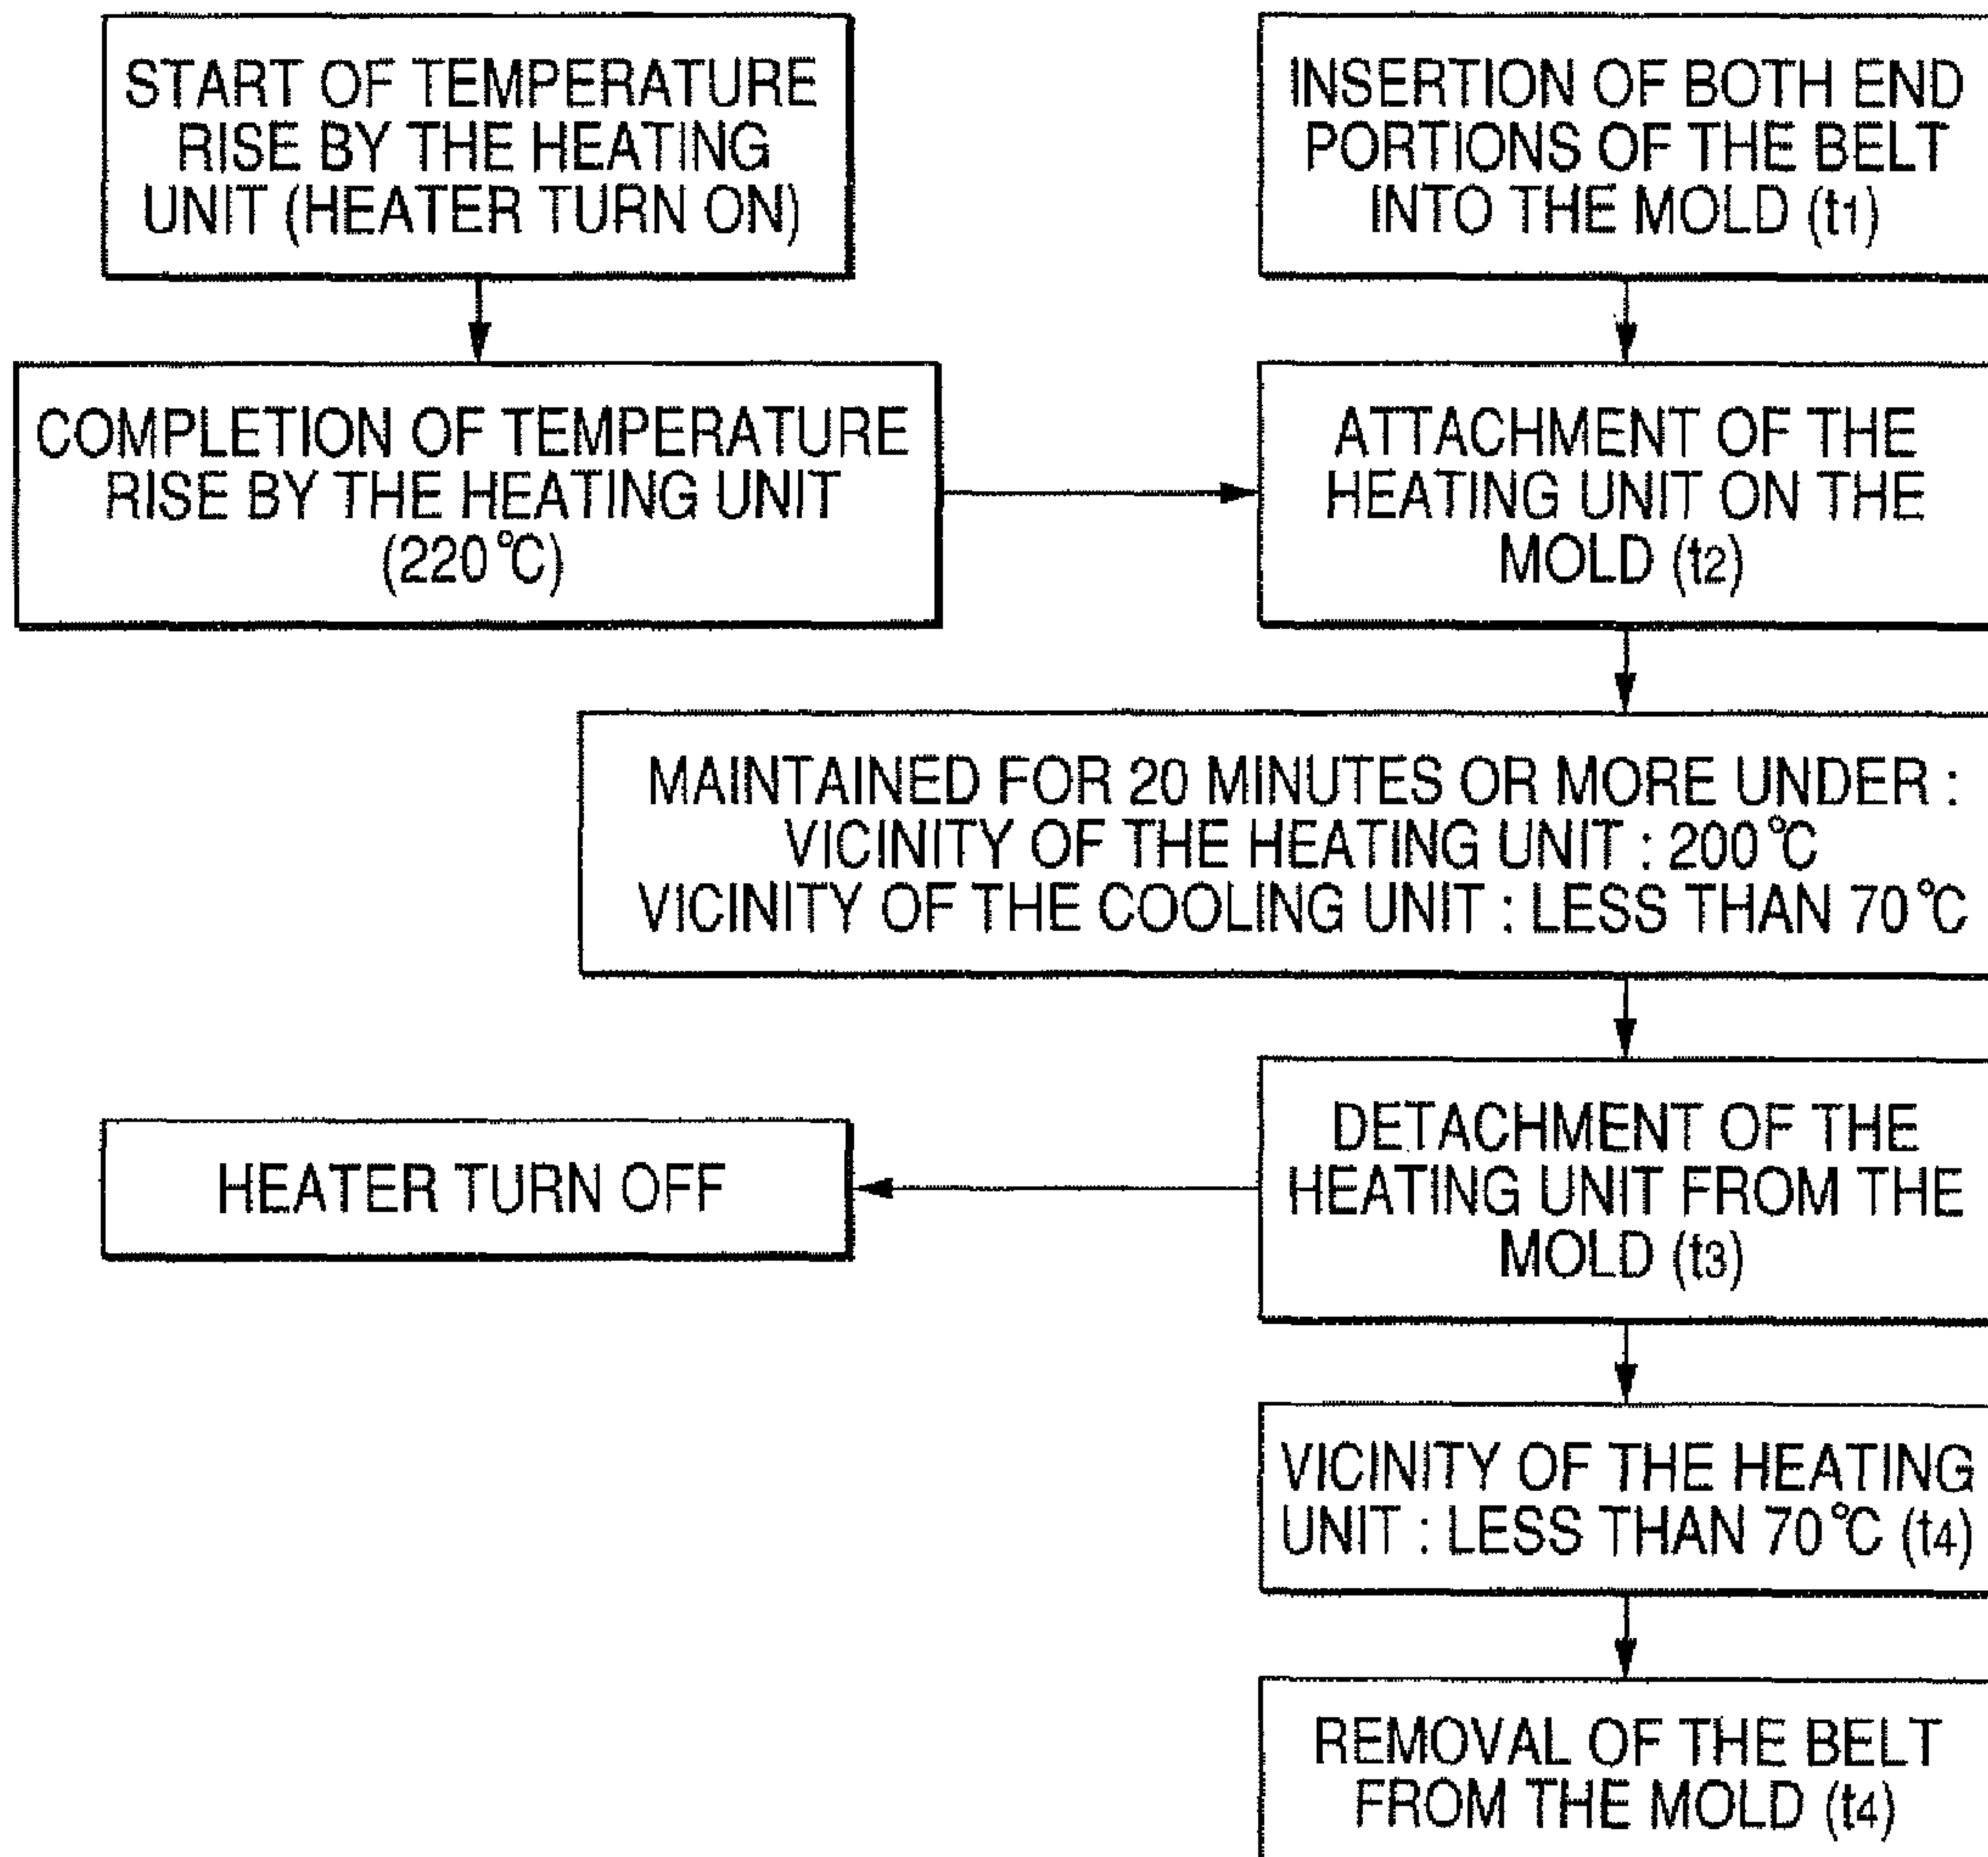 START OF TEMPERATURE
RISE BY THE HEATING
UNIT (HEATER TURN ON)
INSERTION OF BOTH END
PORTIONS OF THE BELT
INTO THE MOLD (t1)
COMPLETION OF TEMPERATURE
RISE BY THE HEATING UNIT
(220°C)
ATTACHMENT OF THE
HEATING UNIT ON THE
MOLD (t2)
MAINTAINED FOR 20 MINUTES OR MORE UNDER :
VICINITY OF THE HEATING UNIT : 200°C
VICINITY OF THE COOLING UNIT : LESS THAN 70°C
DETACHMENT OF THE
HEATING UNIT FROM THE
MOLD (t3)
HEATER TURN OFF
VICINITY OF THE HEATING
UNIT : LESS THAN 70°C (t4)
REMOVAL OF THE BELT
FROM THE MOLD (t4)